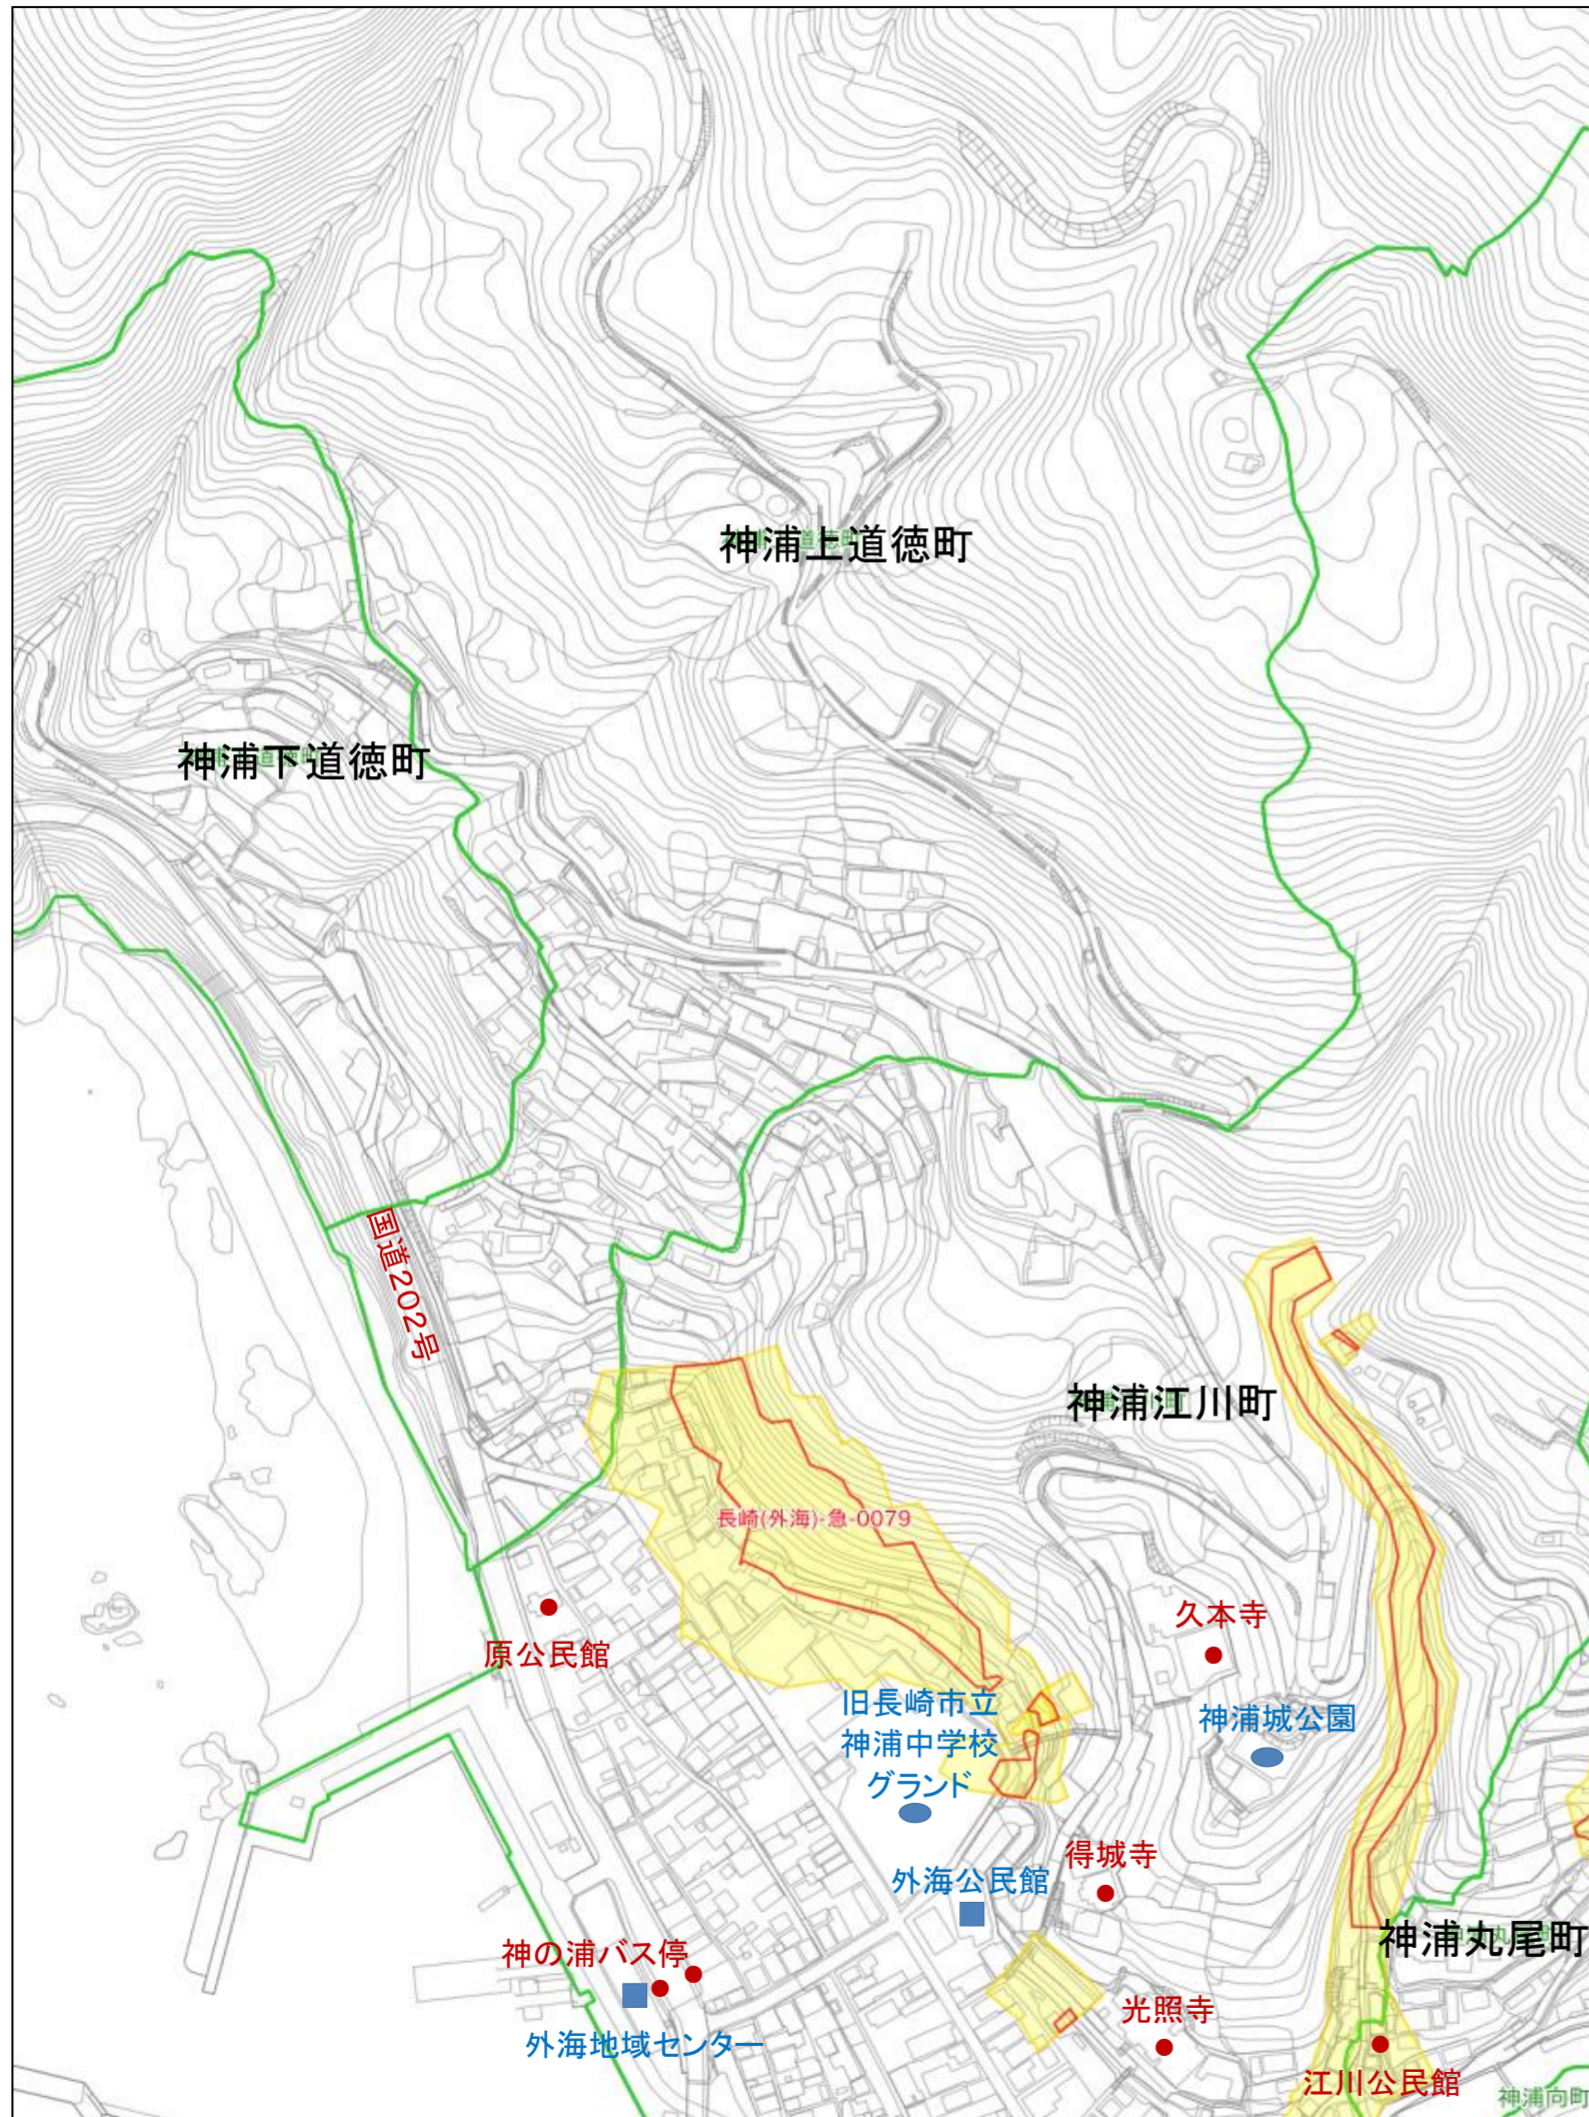 神浦上道徳町
神浦下道徳町
国道202号
神浦江川町
長崎(外海)-急-0079
久本寺
原公民館
旧長崎市立
神浦中学校
グランド
神浦城公園
得城寺
外海公民館
神浦丸尾町
神の浦バス停
光照寺
外海地域センター
江川公民館
神浦向町